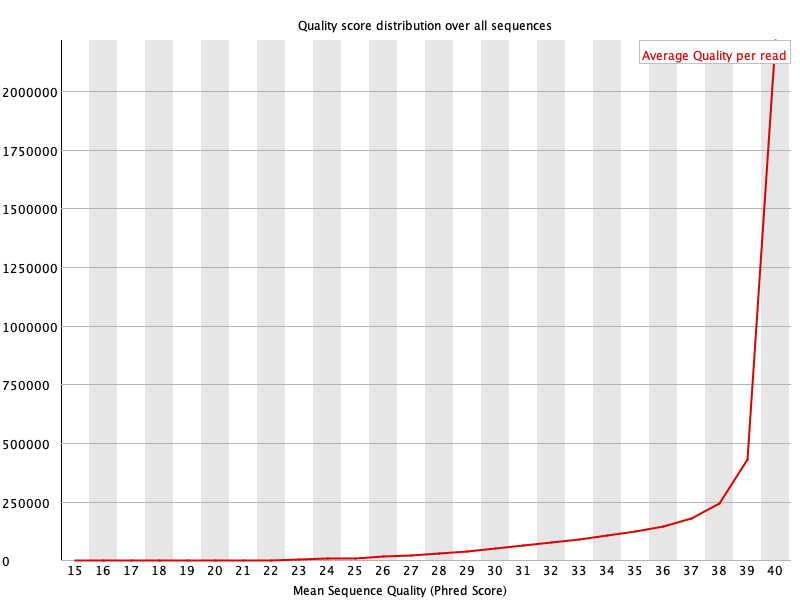 Quality score distribution over all sequences
Average Quality per read
2000000
1750000
1500000
1250000
1000000
750000
500000
250000
0
15 16 17 18 19 20 21 22 23 24 25 26 27 28 29 30 31 32 33 34 35 36 37 38 39 40
Mean Sequence Quality (Phred Score)